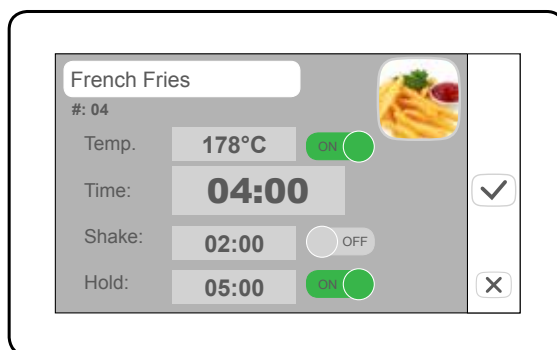 French Fries
#: 04
Temp. 178°C ON
Time: 04:00
Shake: 02:00 OFF
Hold: 05:00 ON